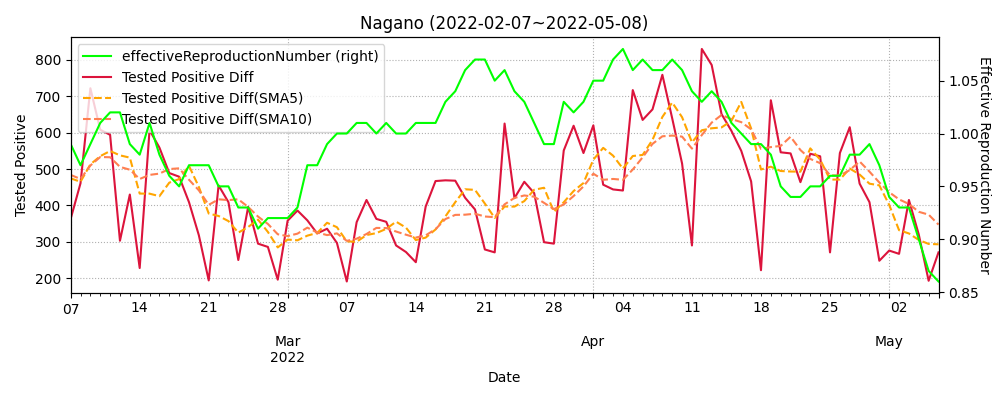 Nagano (2022-02-07~2022-05-08)
effectiveReproductionNumber (right)
Tested Positive Diff
Tested Positive Diff(SMA5)
Tested Positive Diff(SMA10)
Tested Positive
800
700
600
500
400
300
200
Effective Reproduction Number
1.05
1.00
0.95
0.90
0.85
07 14 21 28 07 14 21 28 04 11 18 25 02
Mar Apr May
2022
Date